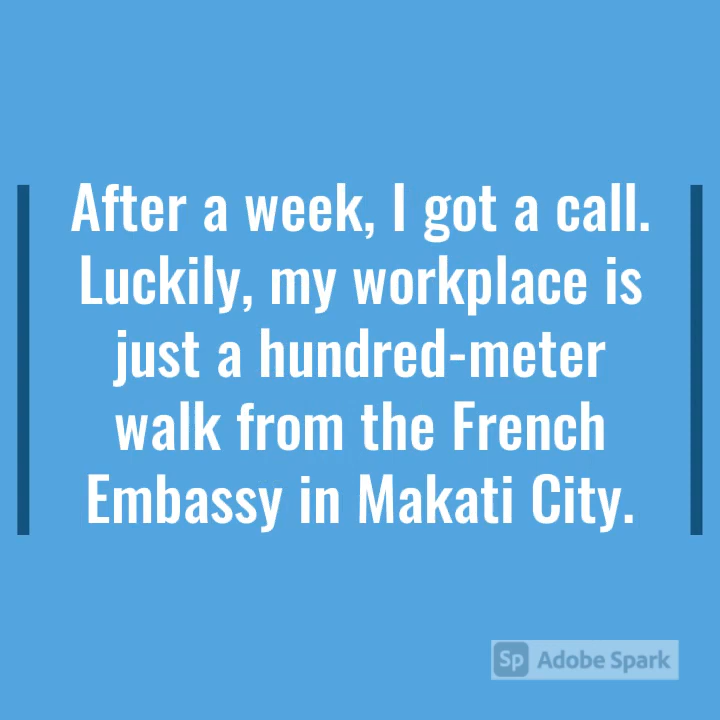 After a week, I got a call.
Luckily, my workplace is
just a hundred-meter
walk from the French
Embassy in Makati City.
Sp Adobe Spark